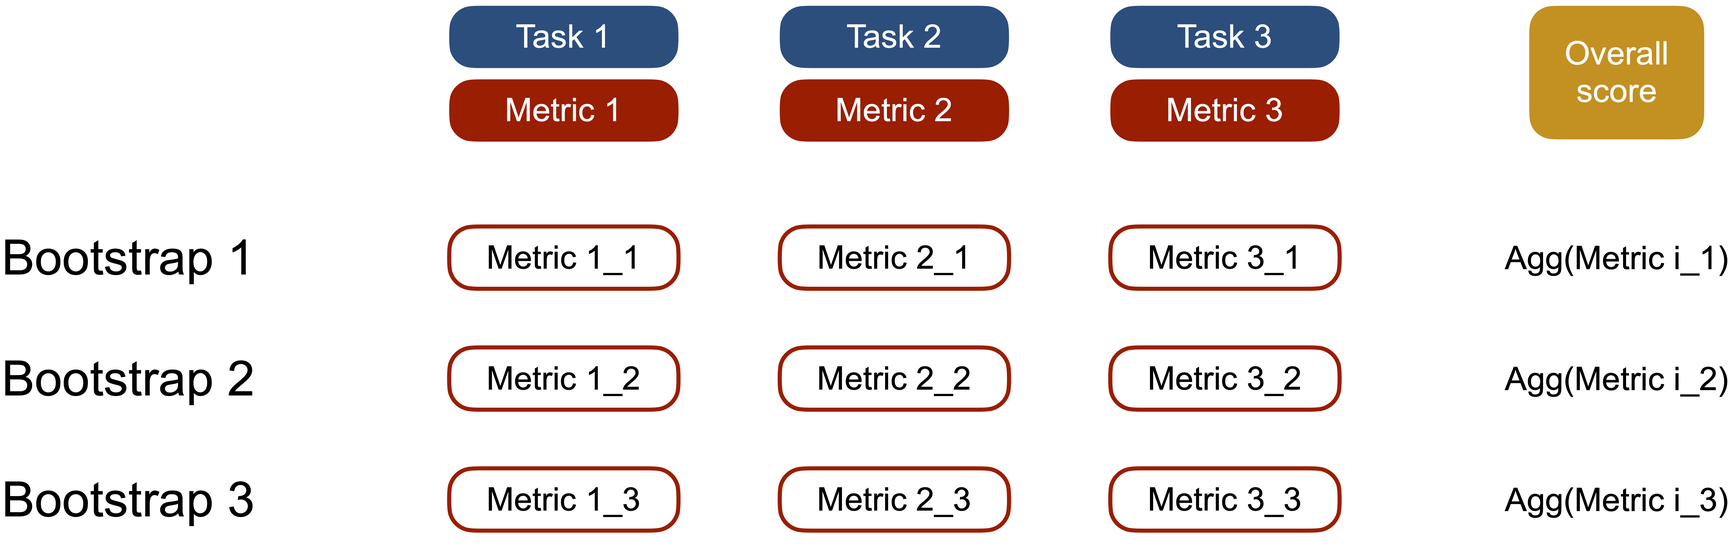 Task 1
Task 2
Task 3
Overall
score
Metric 1
Metric 2
Metric 3
Bootstrap 1
Metric 1_1
Metric 2_1
Metric 3_1
Agg(Metric i_1)
Bootstrap 2
Metric 1_2
Metric 2_2
Metric 3_2
Agg(Metric i_2)
Bootstrap 3
Metric 1_3
Metric 2_3
Metric 3_3
Agg(Metric i_3)